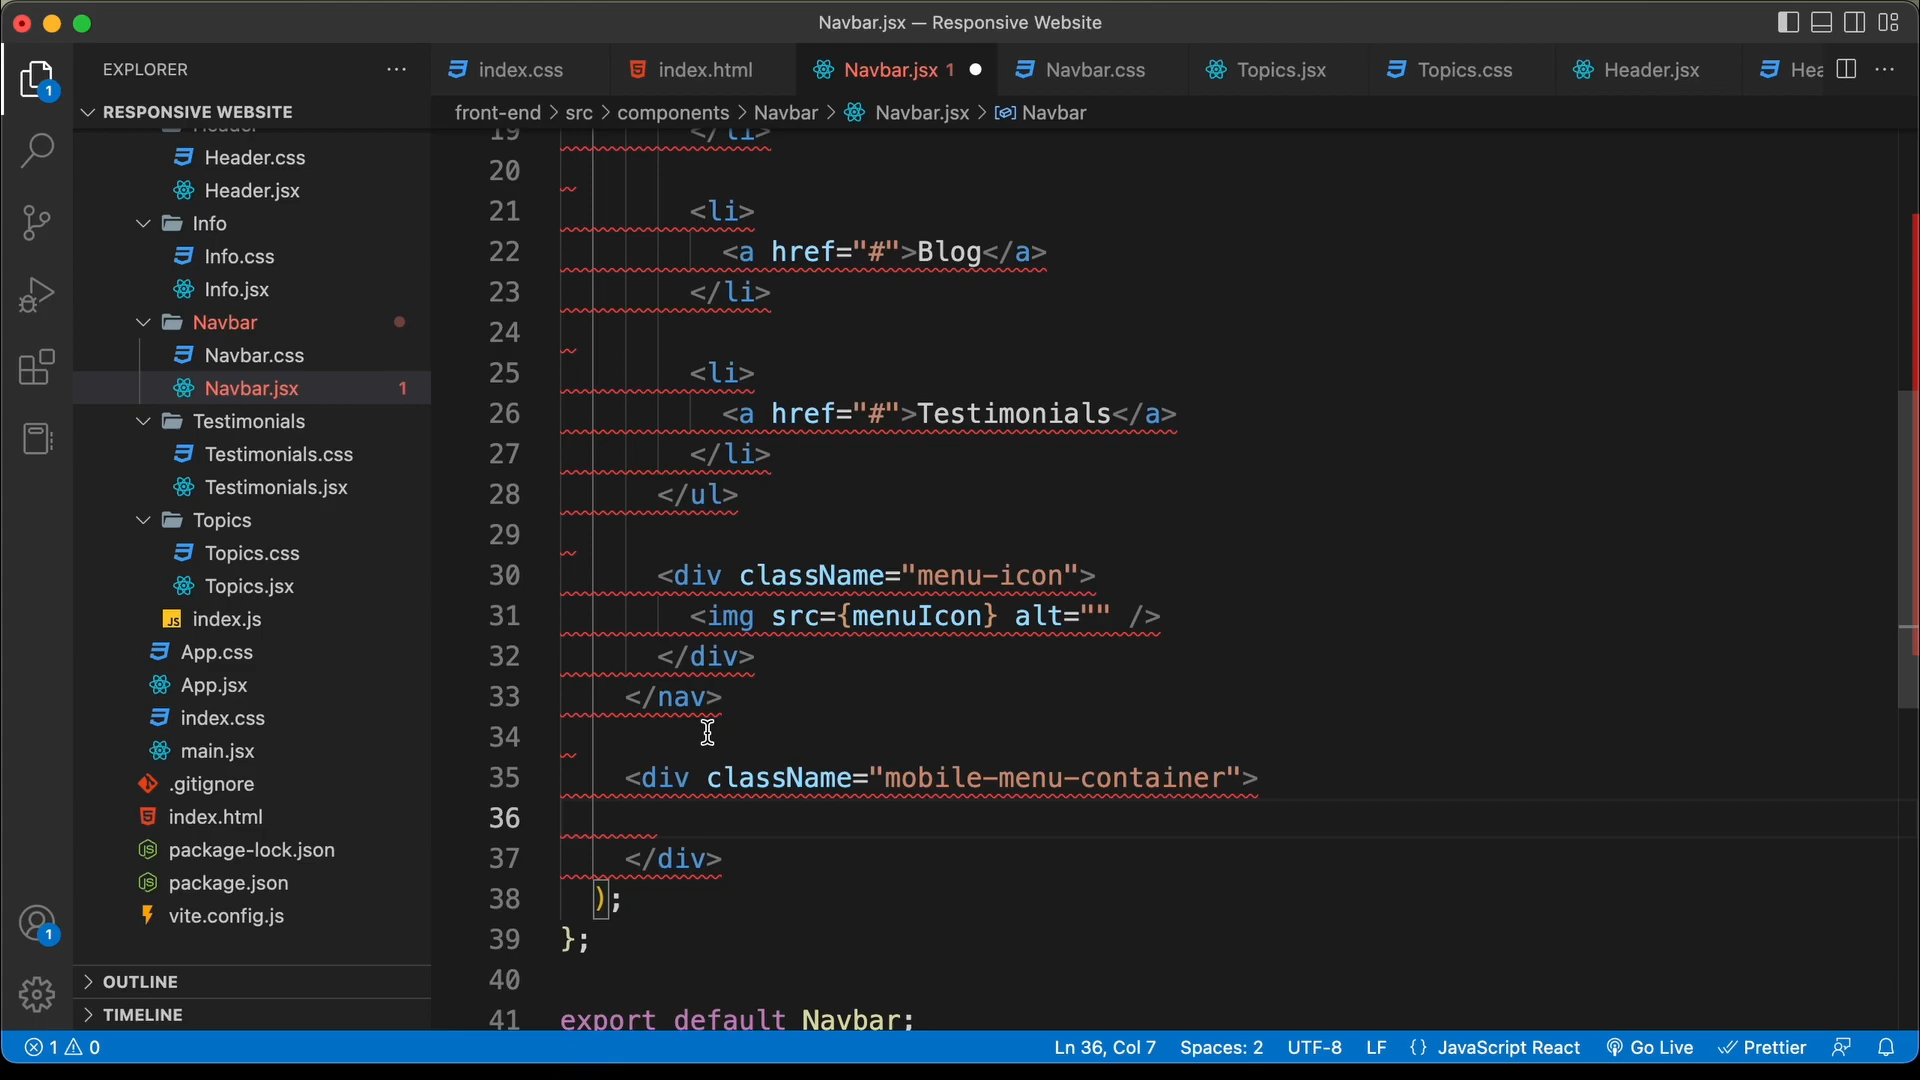 Navbar.jsx — Responsive Website
EXPLORER
index.css
index.html
Navbar.jsx 1
Navbar.css
Topics.jsx
Topics.css
Header.jsx
Hea
RESPONSIVE WEBSITE
front-end > src > components > Navbar > Navbar.jsx > Navbar
Header
Header.css
Header.jsx
Info
Info.css
Info.jsx
Navbar
Navbar.css
Navbar.jsx 1
Testimonials
Testimonials.css
Testimonials.jsx
Topics
Topics.css
Topics.jsx
index.js
App.css
App.jsx
index.css
main.jsx
.gitignore
index.html
package-lock.json
package.json
vite.config.js
OUTLINE
TIMELINE
1
1
19 </li>
20
21 <li>
22 <a href="#">Blog</a>
23 </li>
24
25 <li>
26 <a href="#">Testimonials</a>
27 </li>
28 </ul>
29
30 <div className="menu-icon">
31 <img src={menuIcon} alt="" />
32 </div>
33 </nav>
34
35 <div className="mobile-menu-container">
36
37 </div>
38 );
39 };
40
41 export default Navbar;
1 0
Ln 36, Col 7 Spaces: 2 UTF-8 LF {} JavaScript React Go Live Prettier